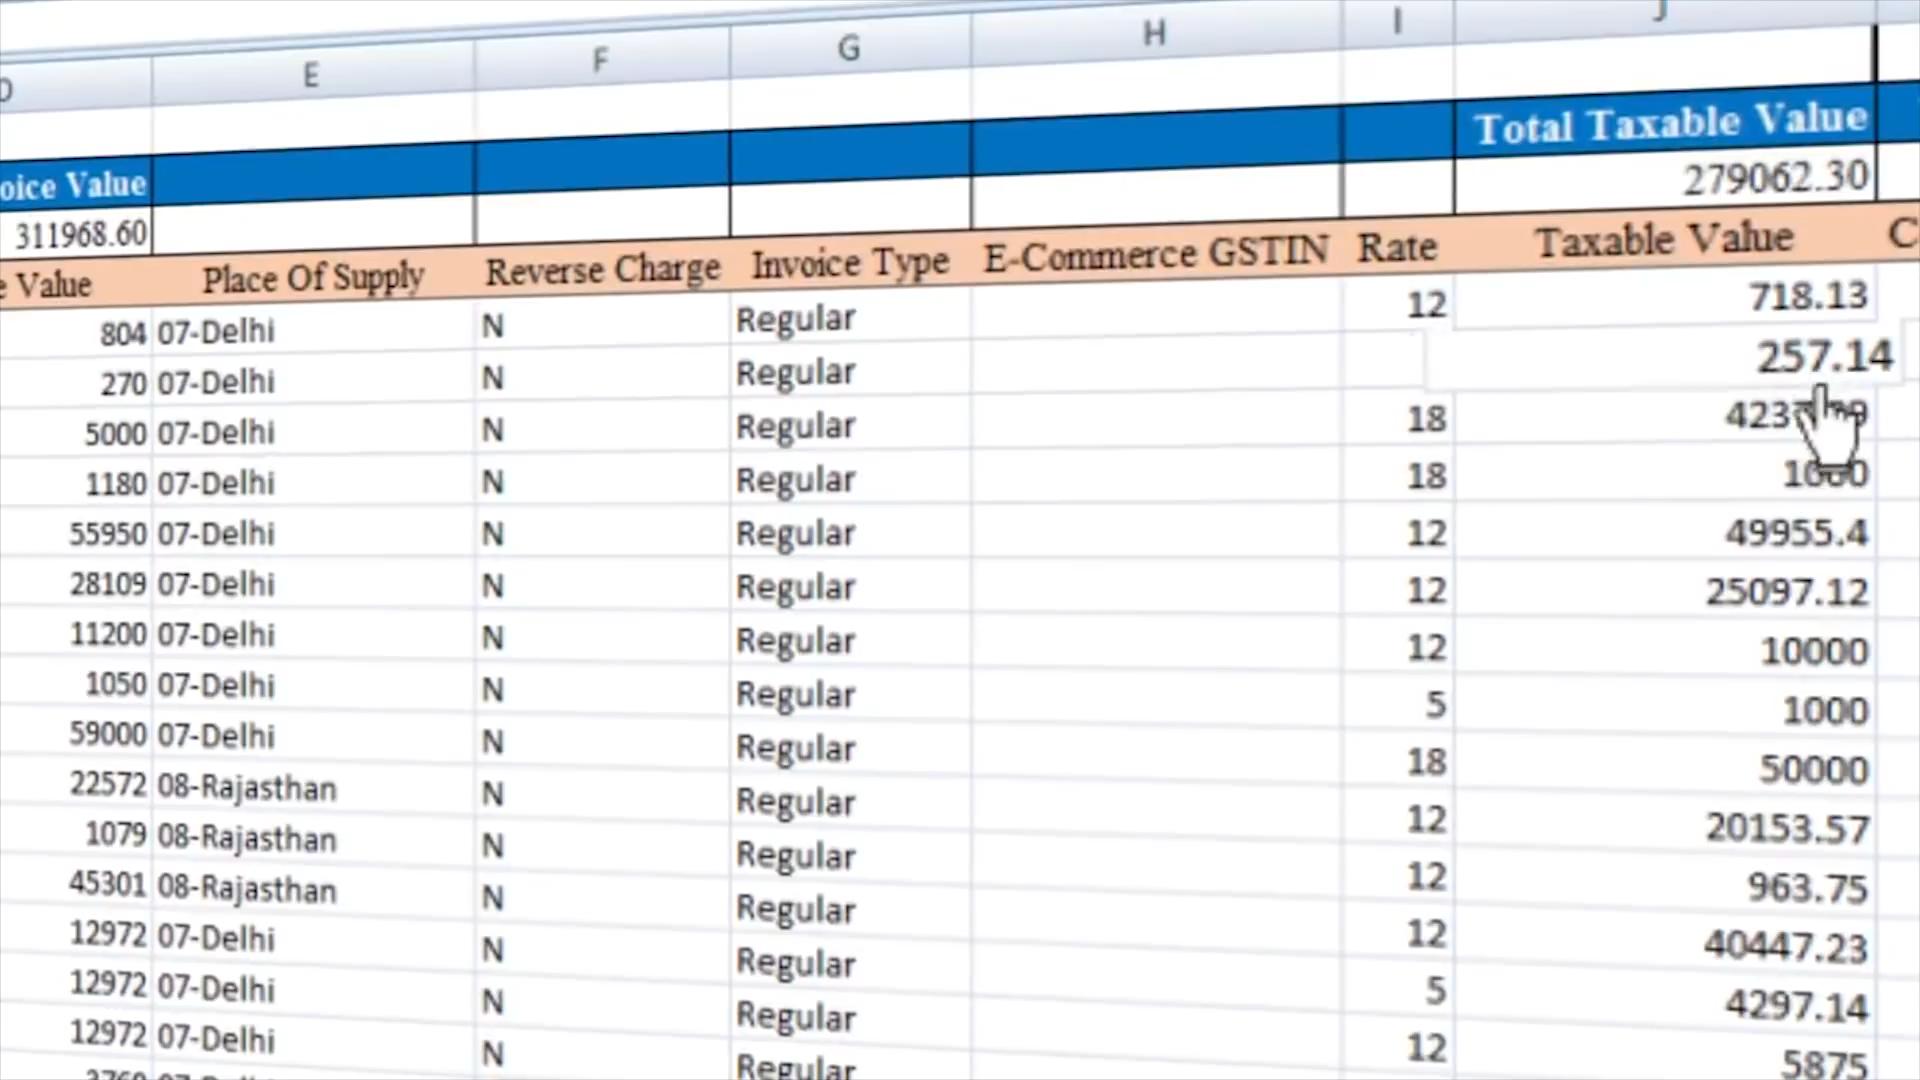 E F G H I J
Total Taxable Value
Value
311968.60 279062.30
Value Place Of Supply Reverse Charge Invoice Type E-Commerce GSTIN Rate Taxable Value
804 07-Delhi N Regular 12 718.13
270 07-Delhi N Regular 257.14
5000 07-Delhi N Regular 18
1180 07-Delhi N Regular 18
55950 07-Delhi N Regular 12 49955.4
28109 07-Delhi N Regular 12 25097.12
11200 07-Delhi N Regular 12 10000
1050 07-Delhi N Regular 5 1000
59000 07-Delhi N Regular 18 50000
22572 08-Rajasthan N Regular 12 20153.57
1079 08-Rajasthan N Regular 12 963.75
45301 08-Rajasthan N Regular 12 40447.23
12972 07-Delhi N Regular 5 4297.14
12972 07-Delhi N Regular 12 5875
12972 07-Delhi N Regular